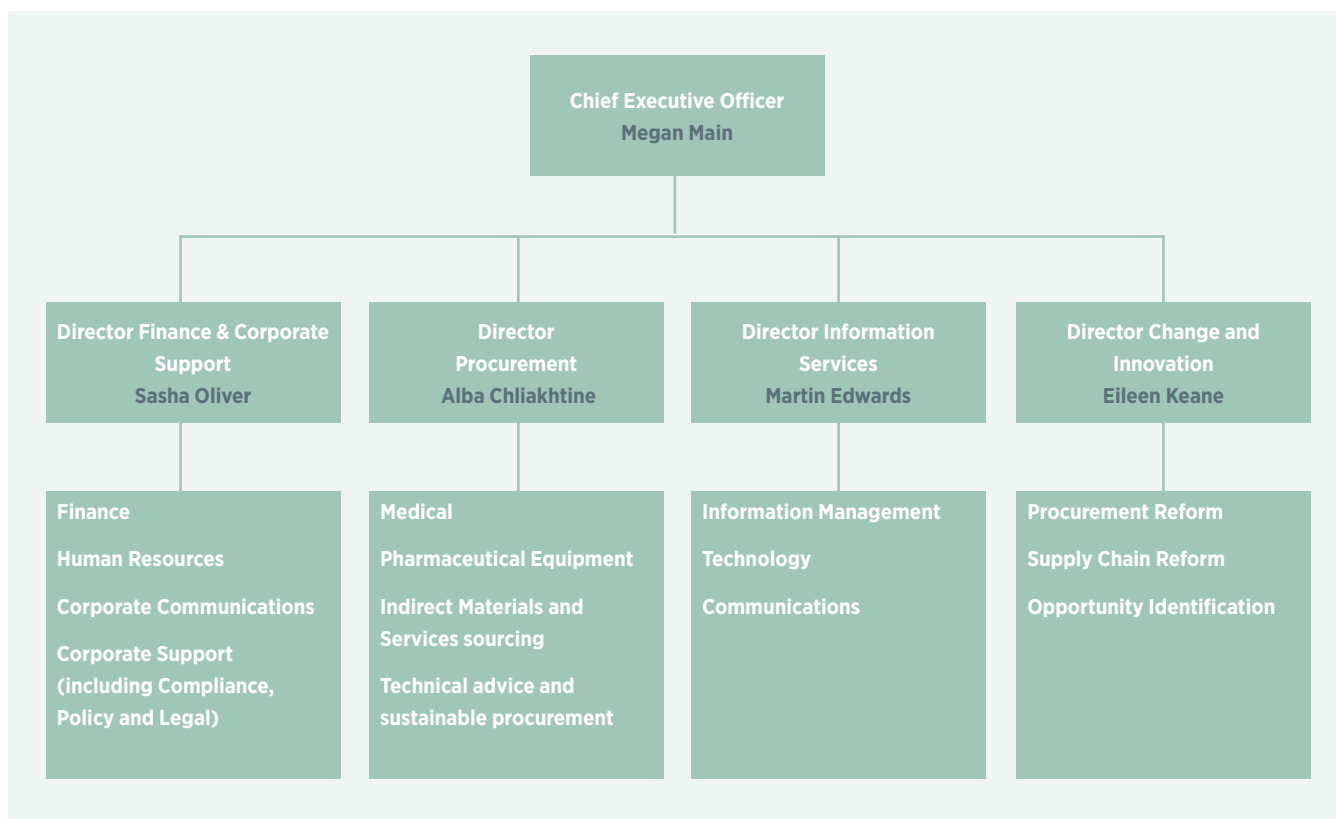 Chief Executive Officer
Megan Main
Director Finance & Corporate
Support
Sasha Oliver
Director
Procurement
Alba Chliakhtine
Director Information
Services
Martin Edwards
Director Change and
Innovation
Eileen Keane
Finance
Human Resources
Corporate Communications
Corporate Support
(including Compliance,
Policy and Legal)
Medical
Pharmaceutical Equipment
Indirect Materials and
Services sourcing
Technical advice and
sustainable procurement
Information Management
Technology
Communications
Procurement Reform
Supply Chain Reform
Opportunity Identification